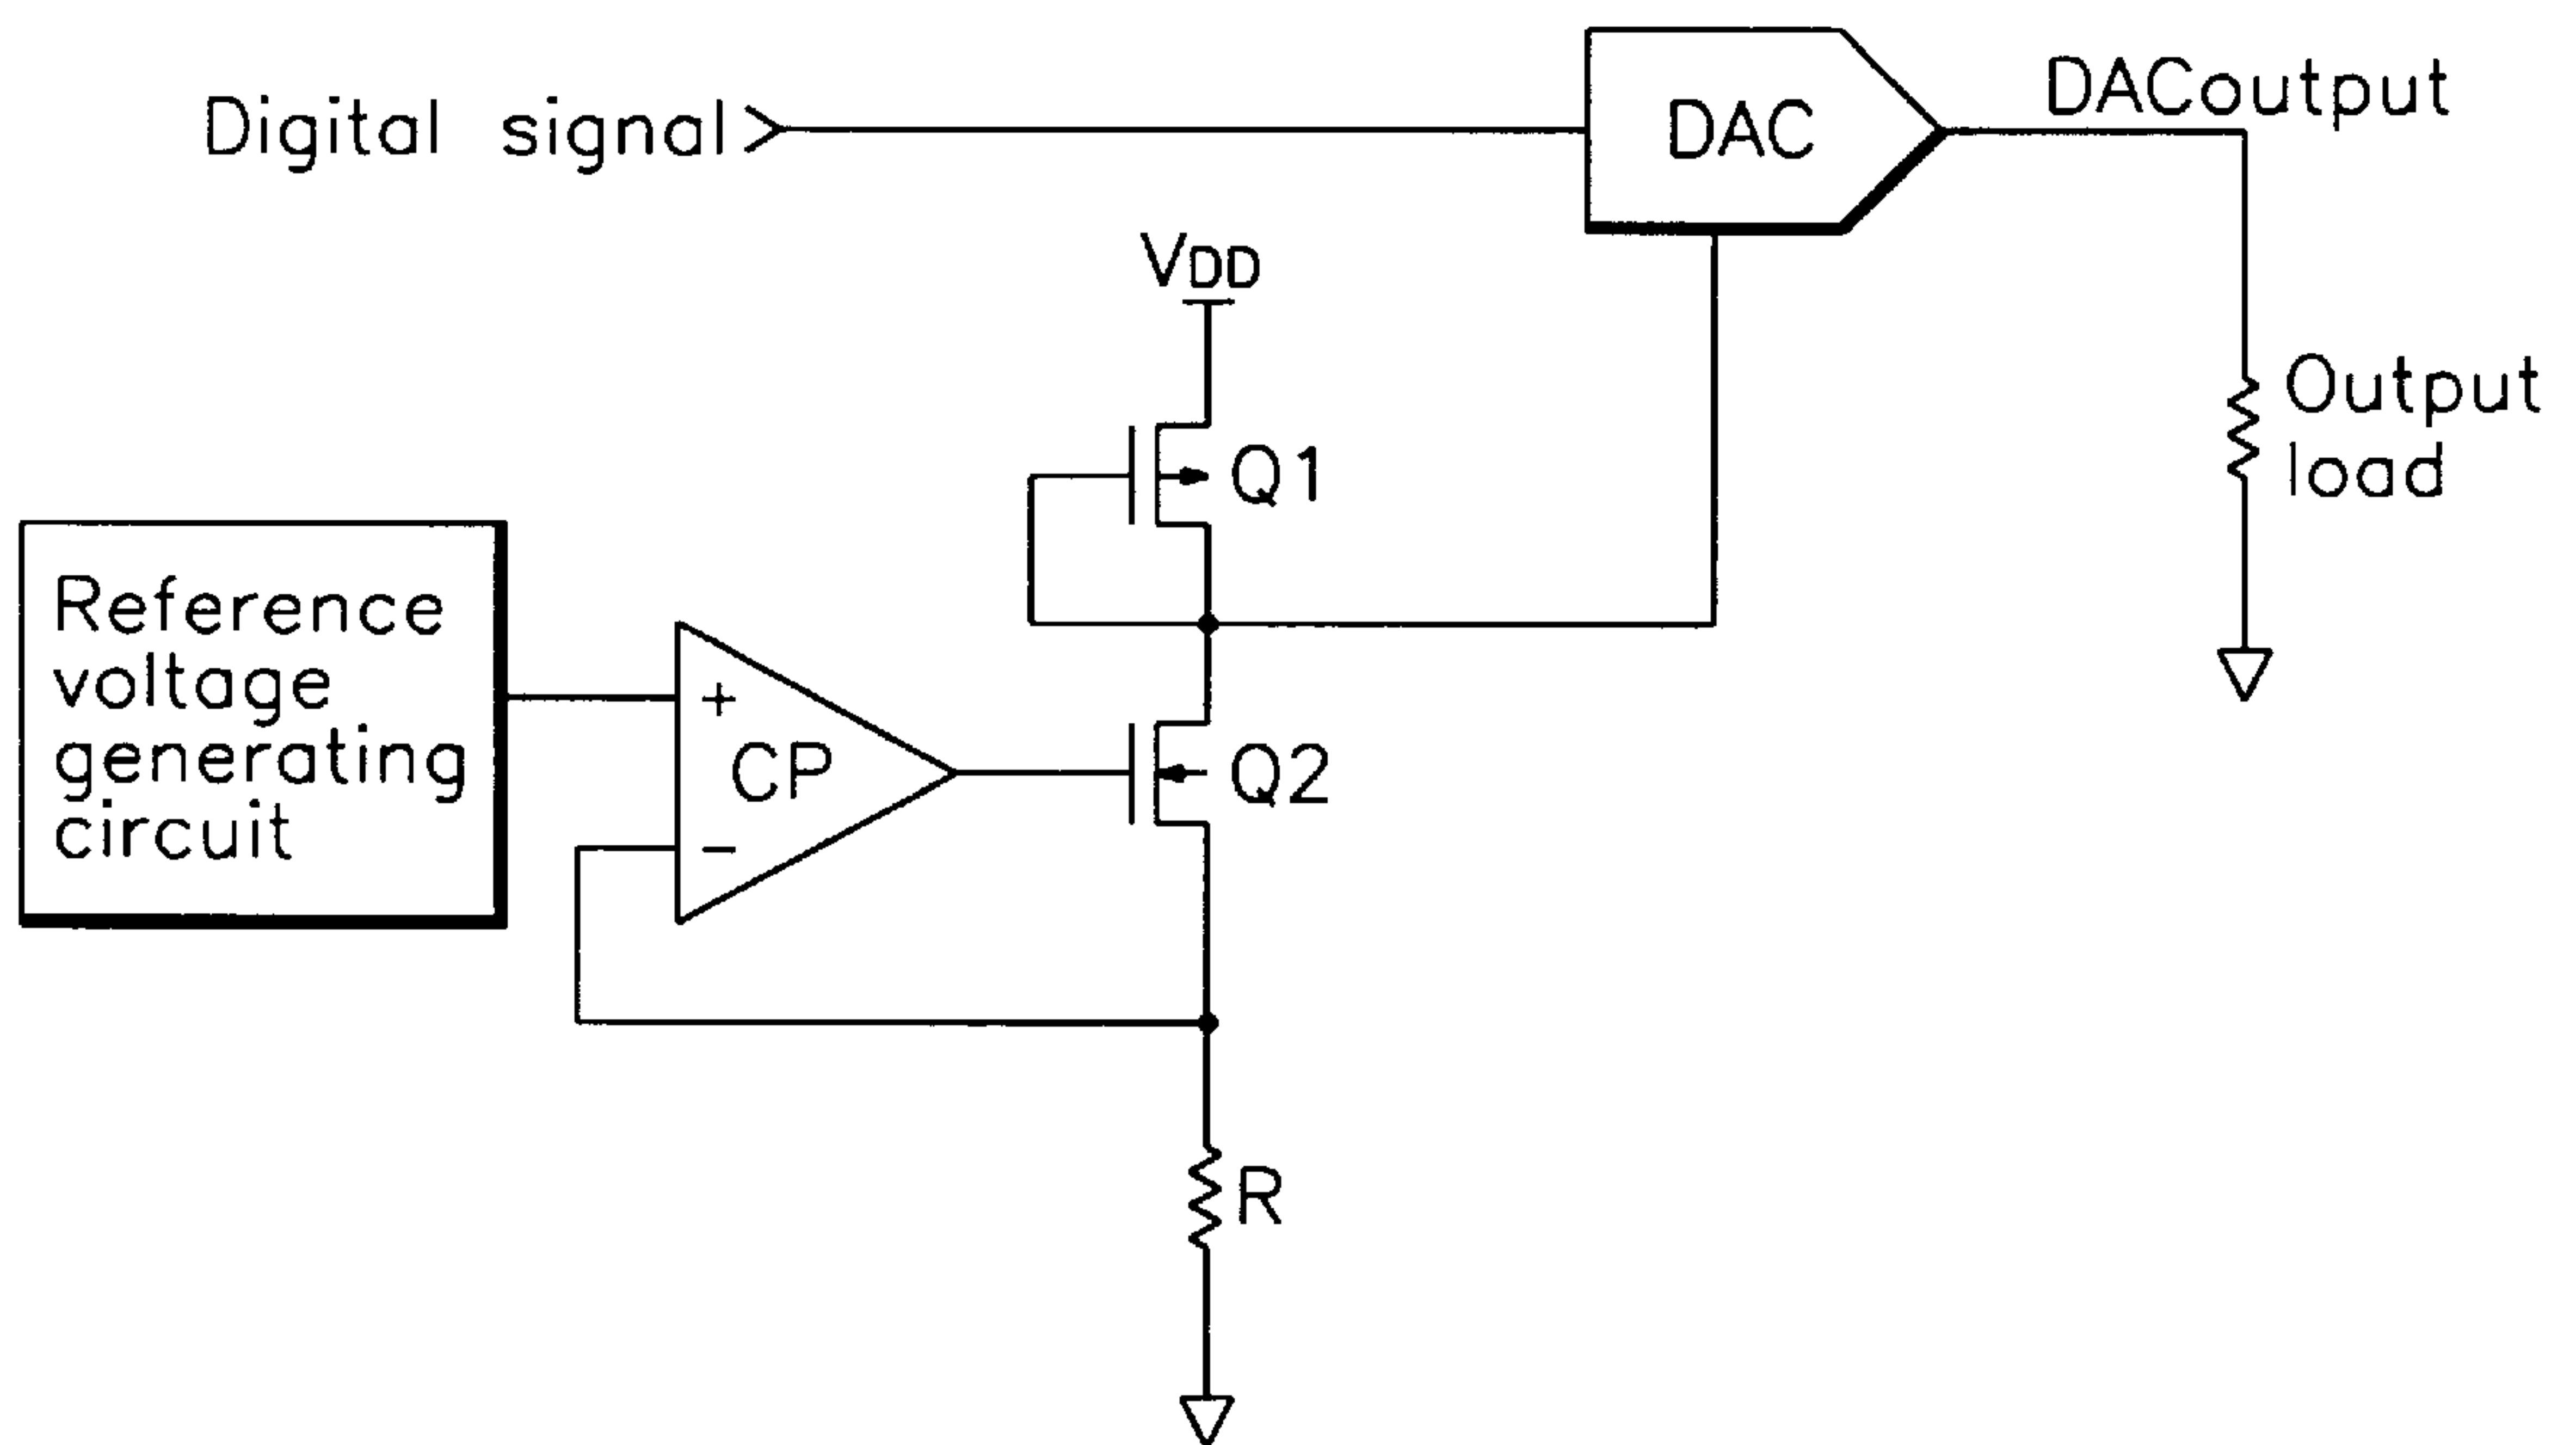 Digital signal
DAC
DACoutput
VDD
Q1
Output
load
Reference
voltage
generating
circuit
+
CP
−
Q2
R